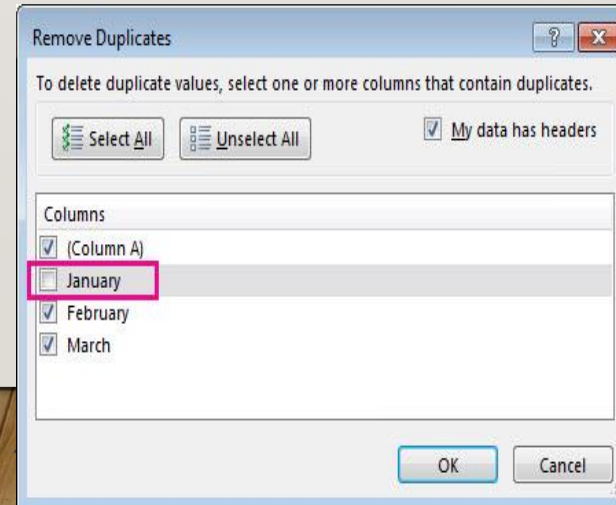 Remove Duplicates
To delete duplicate values, select one or more columns that contain duplicates.
Select All
Unselect All
My data has headers
Columns
(Column A)
January
February
March
OK
Cancel